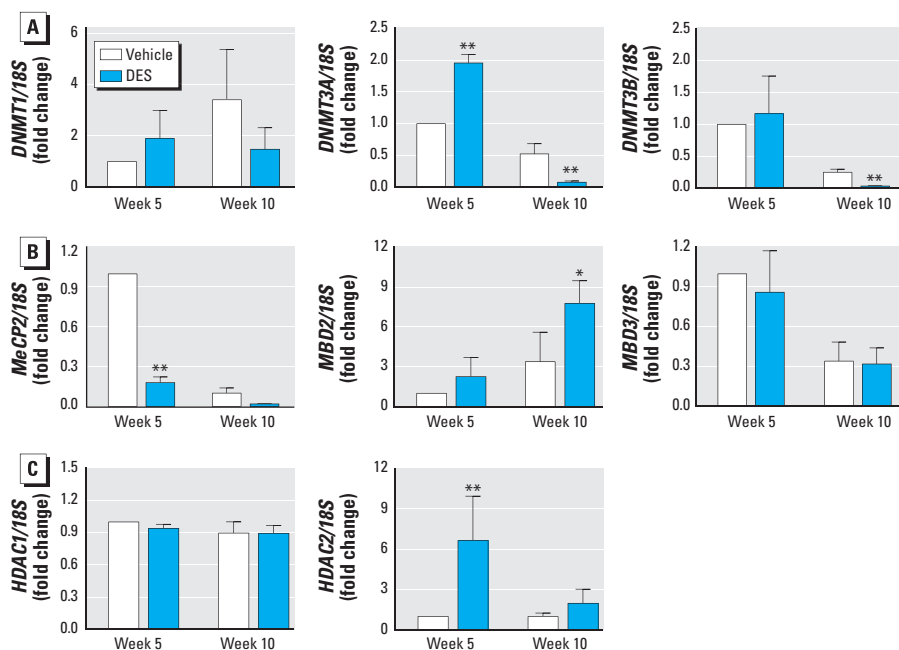 A
DNMT1/18S
(fold change)
6
4
2
0
Vehicle
DES
Week 5
Week 10
DNMT3A/18S
(fold change)
2.5
2.0
1.5
1.0
0.5
0.0
**
**
Week 5
Week 10
DNMT3B/18S
(fold change)
2.5
2.0
1.5
1.0
0.5
0.0
**
Week 5
Week 10
B
MeCP2/18S
(fold change)
1.2
0.9
0.6
0.3
0.0
**
Week 5
Week 10
MBD2/18S
(fold change)
12
9
6
3
0
*
Week 5
Week 10
MBD3/18S
(fold change)
1.2
0.9
0.6
0.3
0.0
Week 5
Week 10
C
HDAC1/18S
(fold change)
1.5
1.2
0.9
0.6
0.3
0.0
Week 5
Week 10
HDAC2/18S
(fold change)
12
9
6
3
0
**
Week 5
Week 10